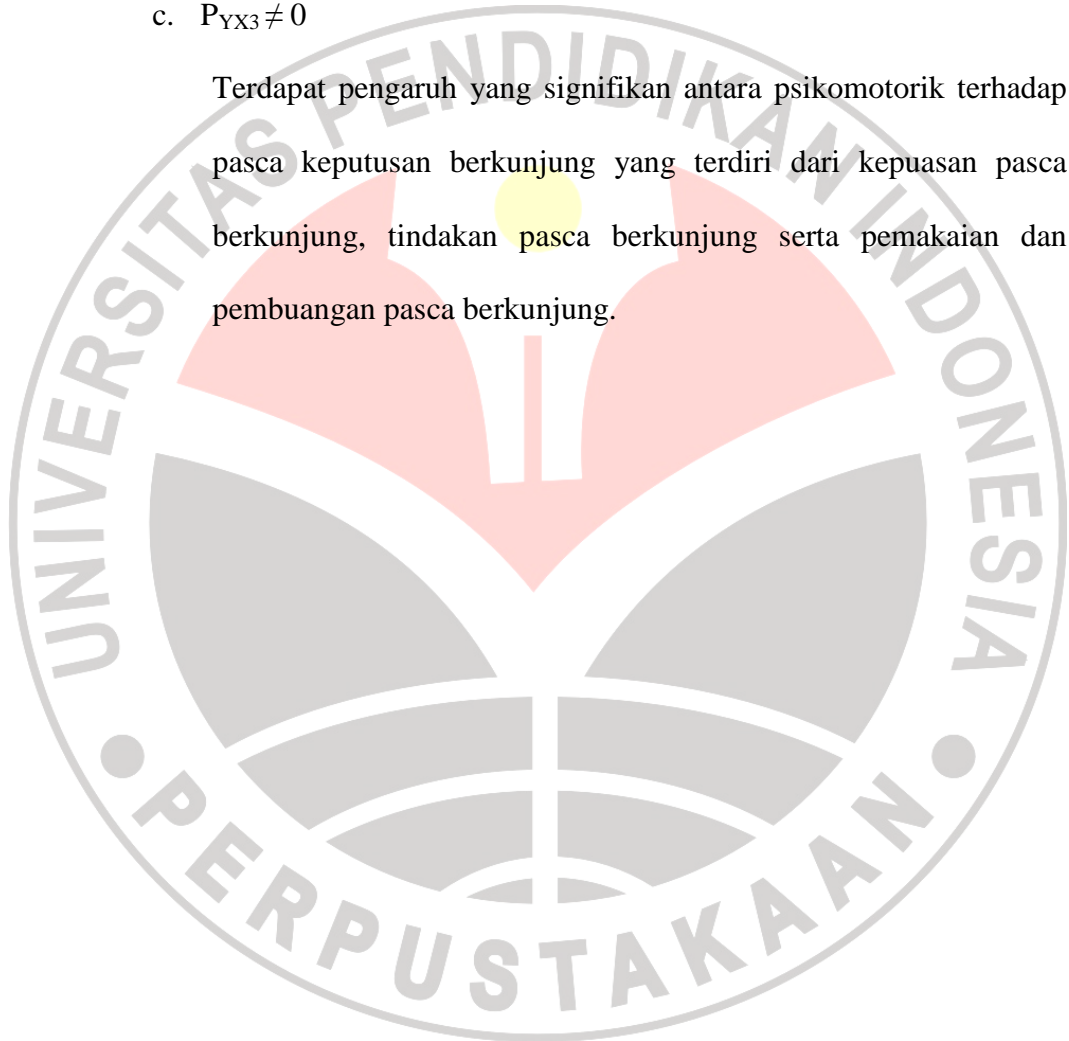 c. P_YX3 ≠ 0
Terdapat pengaruh yang signifikan antara psikomotorik terhadap
pasca keputusan berkunjung yang terdiri dari kepuasan pasca
berkunjung, tindakan pasca berkunjung serta pemakaian dan
pembuangan pasca berkunjung.
UNIVERSITAS PENDIDIKAN INDONESIA
PERPUSTAKAAN